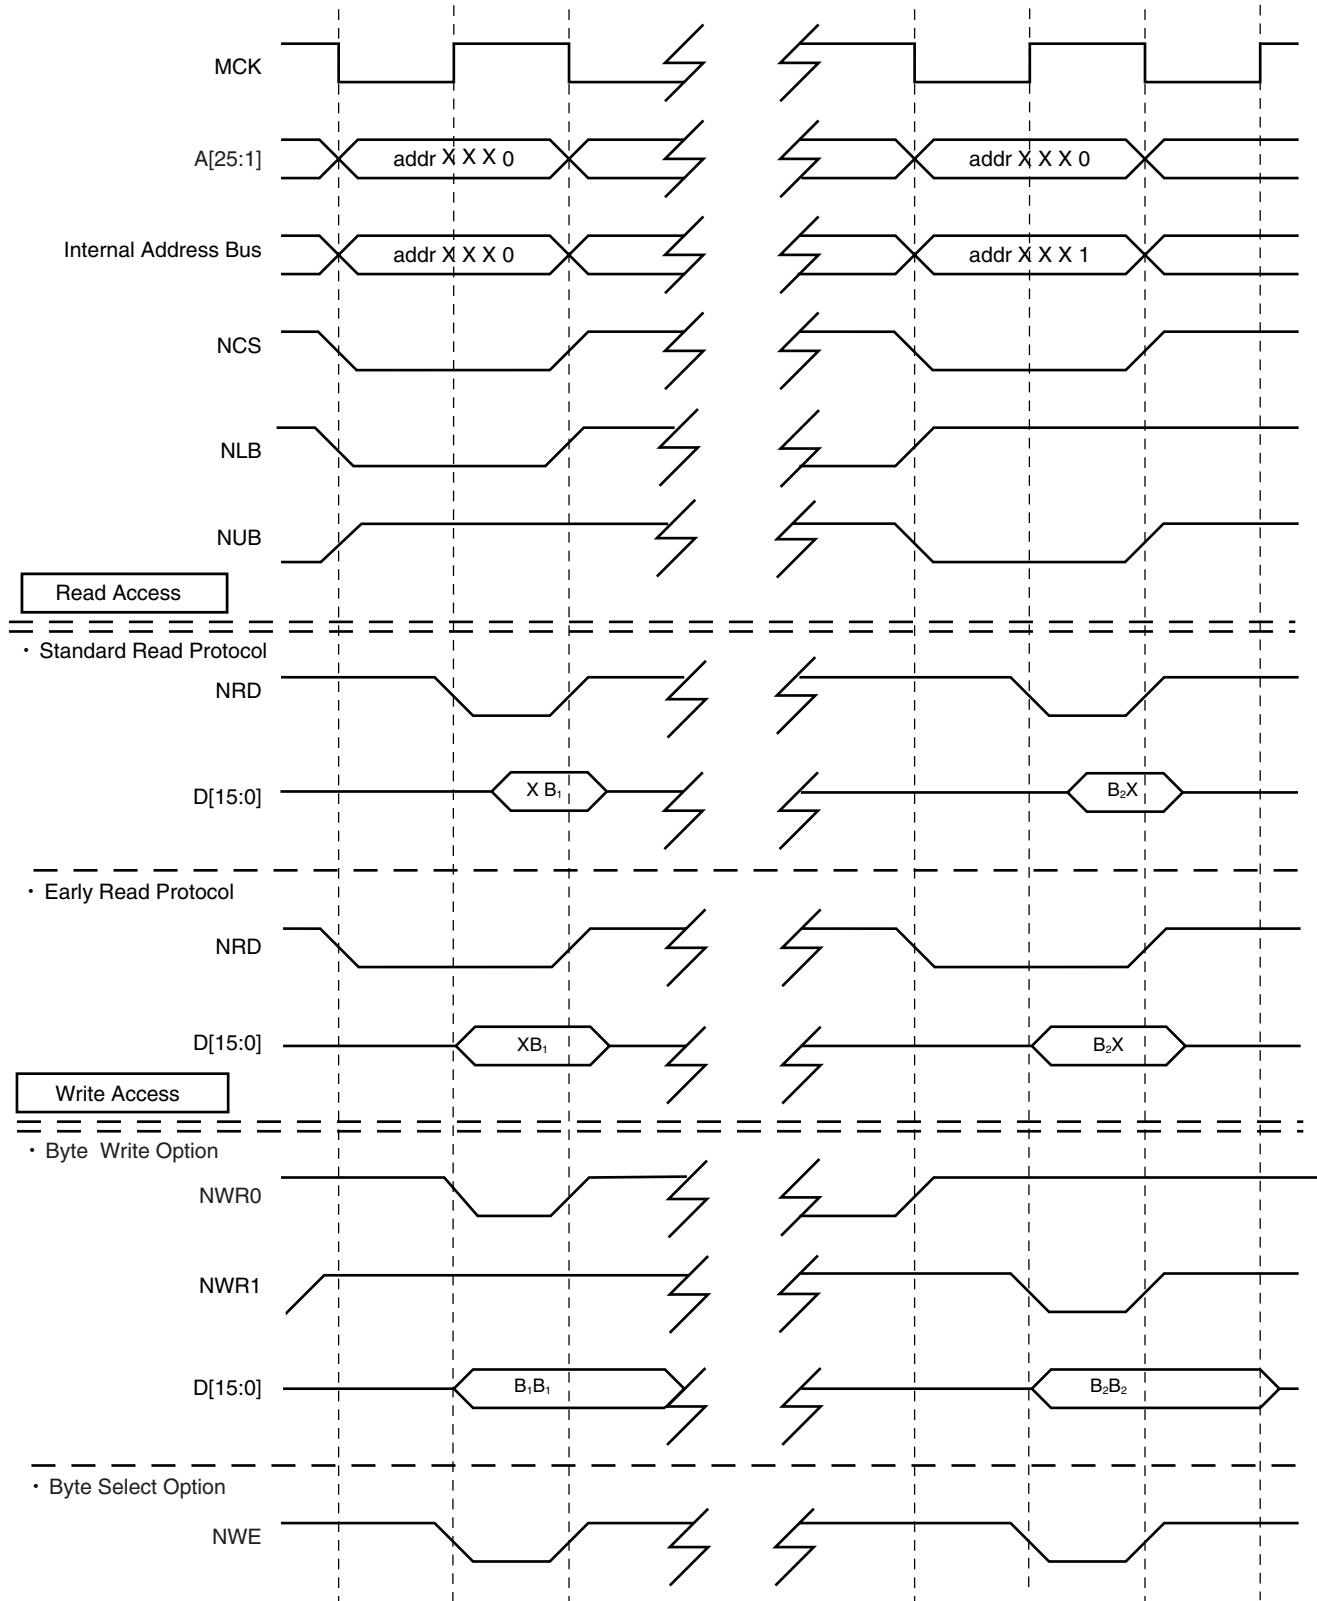 MCK
A[25:1] addr X X X 0 addr X X X 0
Internal Address Bus addr X X X 0 addr X X X 1
NCS
NLB
NUB
Read Access
· Standard Read Protocol
NRD
D[15:0] X B₁ B₂X
· Early Read Protocol
NRD
D[15:0] XB₁ B₂X
Write Access
· Byte Write Option
NWR0
NWR1
D[15:0] B₁B₁ B₂B₂
· Byte Select Option
NWE